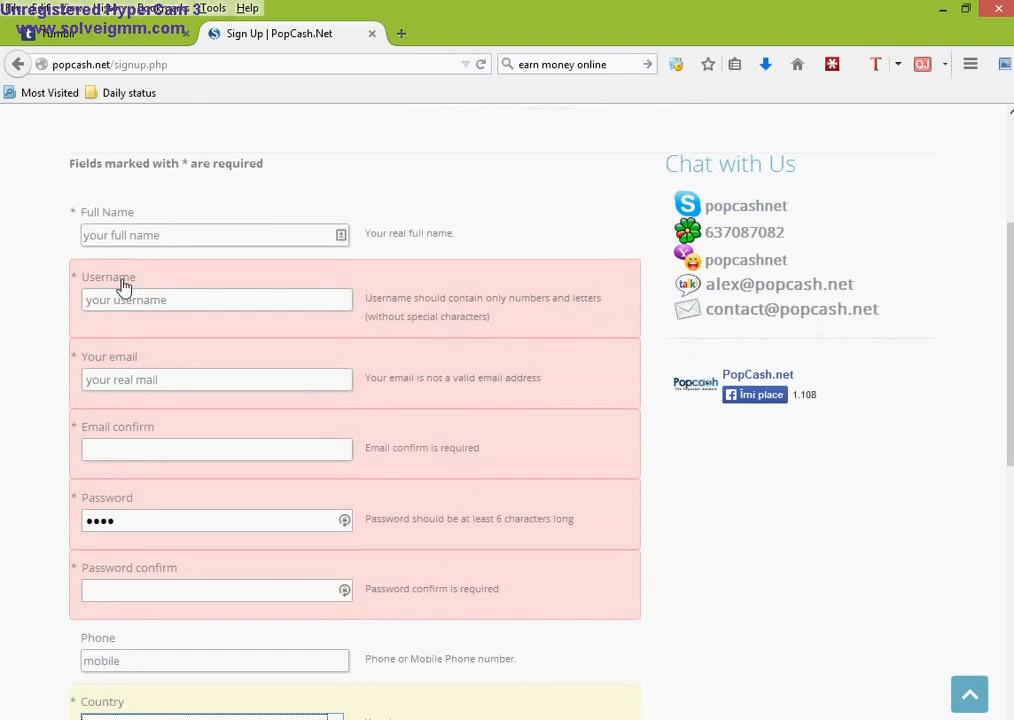 Unregistered HyperCam 3
Tools Help
www.solveigmm.com
Sign Up | PopCash.Net
popcash.net/signup.php
earn money online
T
QJ
Most Visited
Daily status
Fields marked with * are required
* Full Name
your full name
Your real full name.
* Username
your username
Username should contain only numbers and letters
(without special characters)
* Your email
your real mail
Your email is not a valid email address
* Email confirm
Email confirm is required
* Password
••••
Password should be at least 6 characters long
* Password confirm
Password confirm is required
Phone
mobile
Phone or Mobile Phone number.
* Country
Chat with Us
popcashnet
637087082
popcashnet
talk alex@popcash.net
contact@popcash.net
Popcash
PopCash.net
Îmi place
1.108